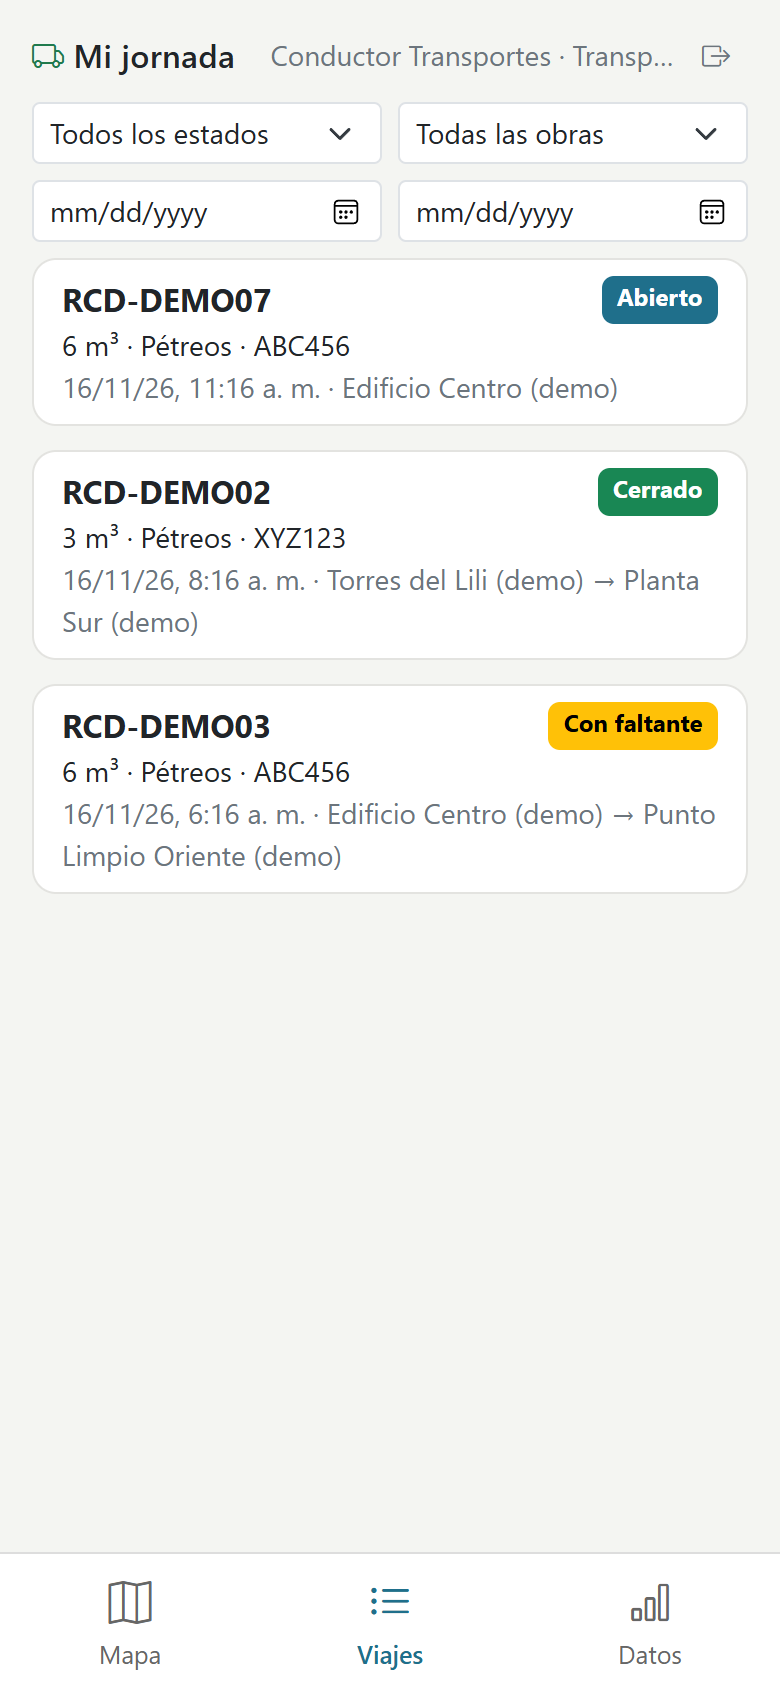 Mi jornada
Conductor Transportes · Transp...
Todos los estados
Todas las obras
mm/dd/yyyy
mm/dd/yyyy
RCD-DEMO07
Abierto
6 m³ · Pétreos · ABC456
16/11/26, 11:16 a. m. · Edificio Centro (demo)
RCD-DEMO02
Cerrado
3 m³ · Pétreos · XYZ123
16/11/26, 8:16 a. m. · Torres del Lili (demo) → Planta
Sur (demo)
RCD-DEMO03
Con faltante
6 m³ · Pétreos · ABC456
16/11/26, 6:16 a. m. · Edificio Centro (demo) → Punto
Limpio Oriente (demo)
Mapa
Viajes
Datos